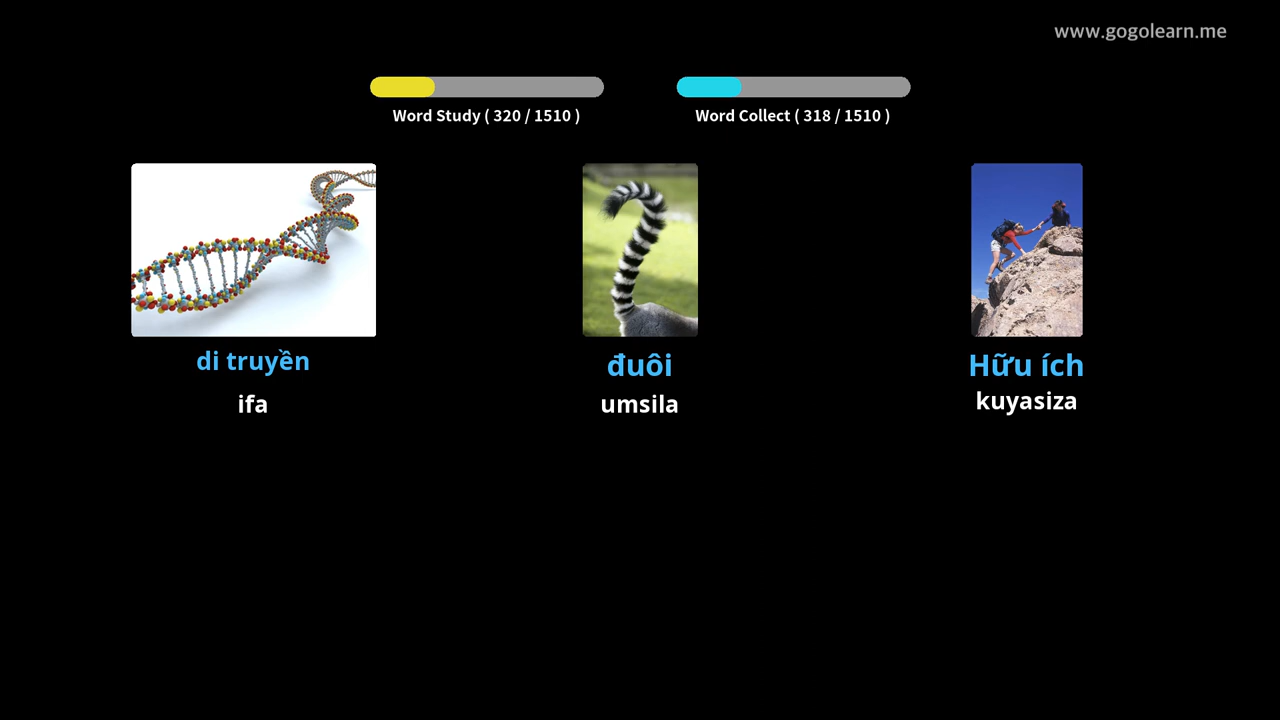 www.gogolearn.me
Word Study ( 320 / 1510 )
Word Collect ( 318 / 1510 )
di truyền
đuôi
Hữu ích
ifa
umsila
kuyasiza